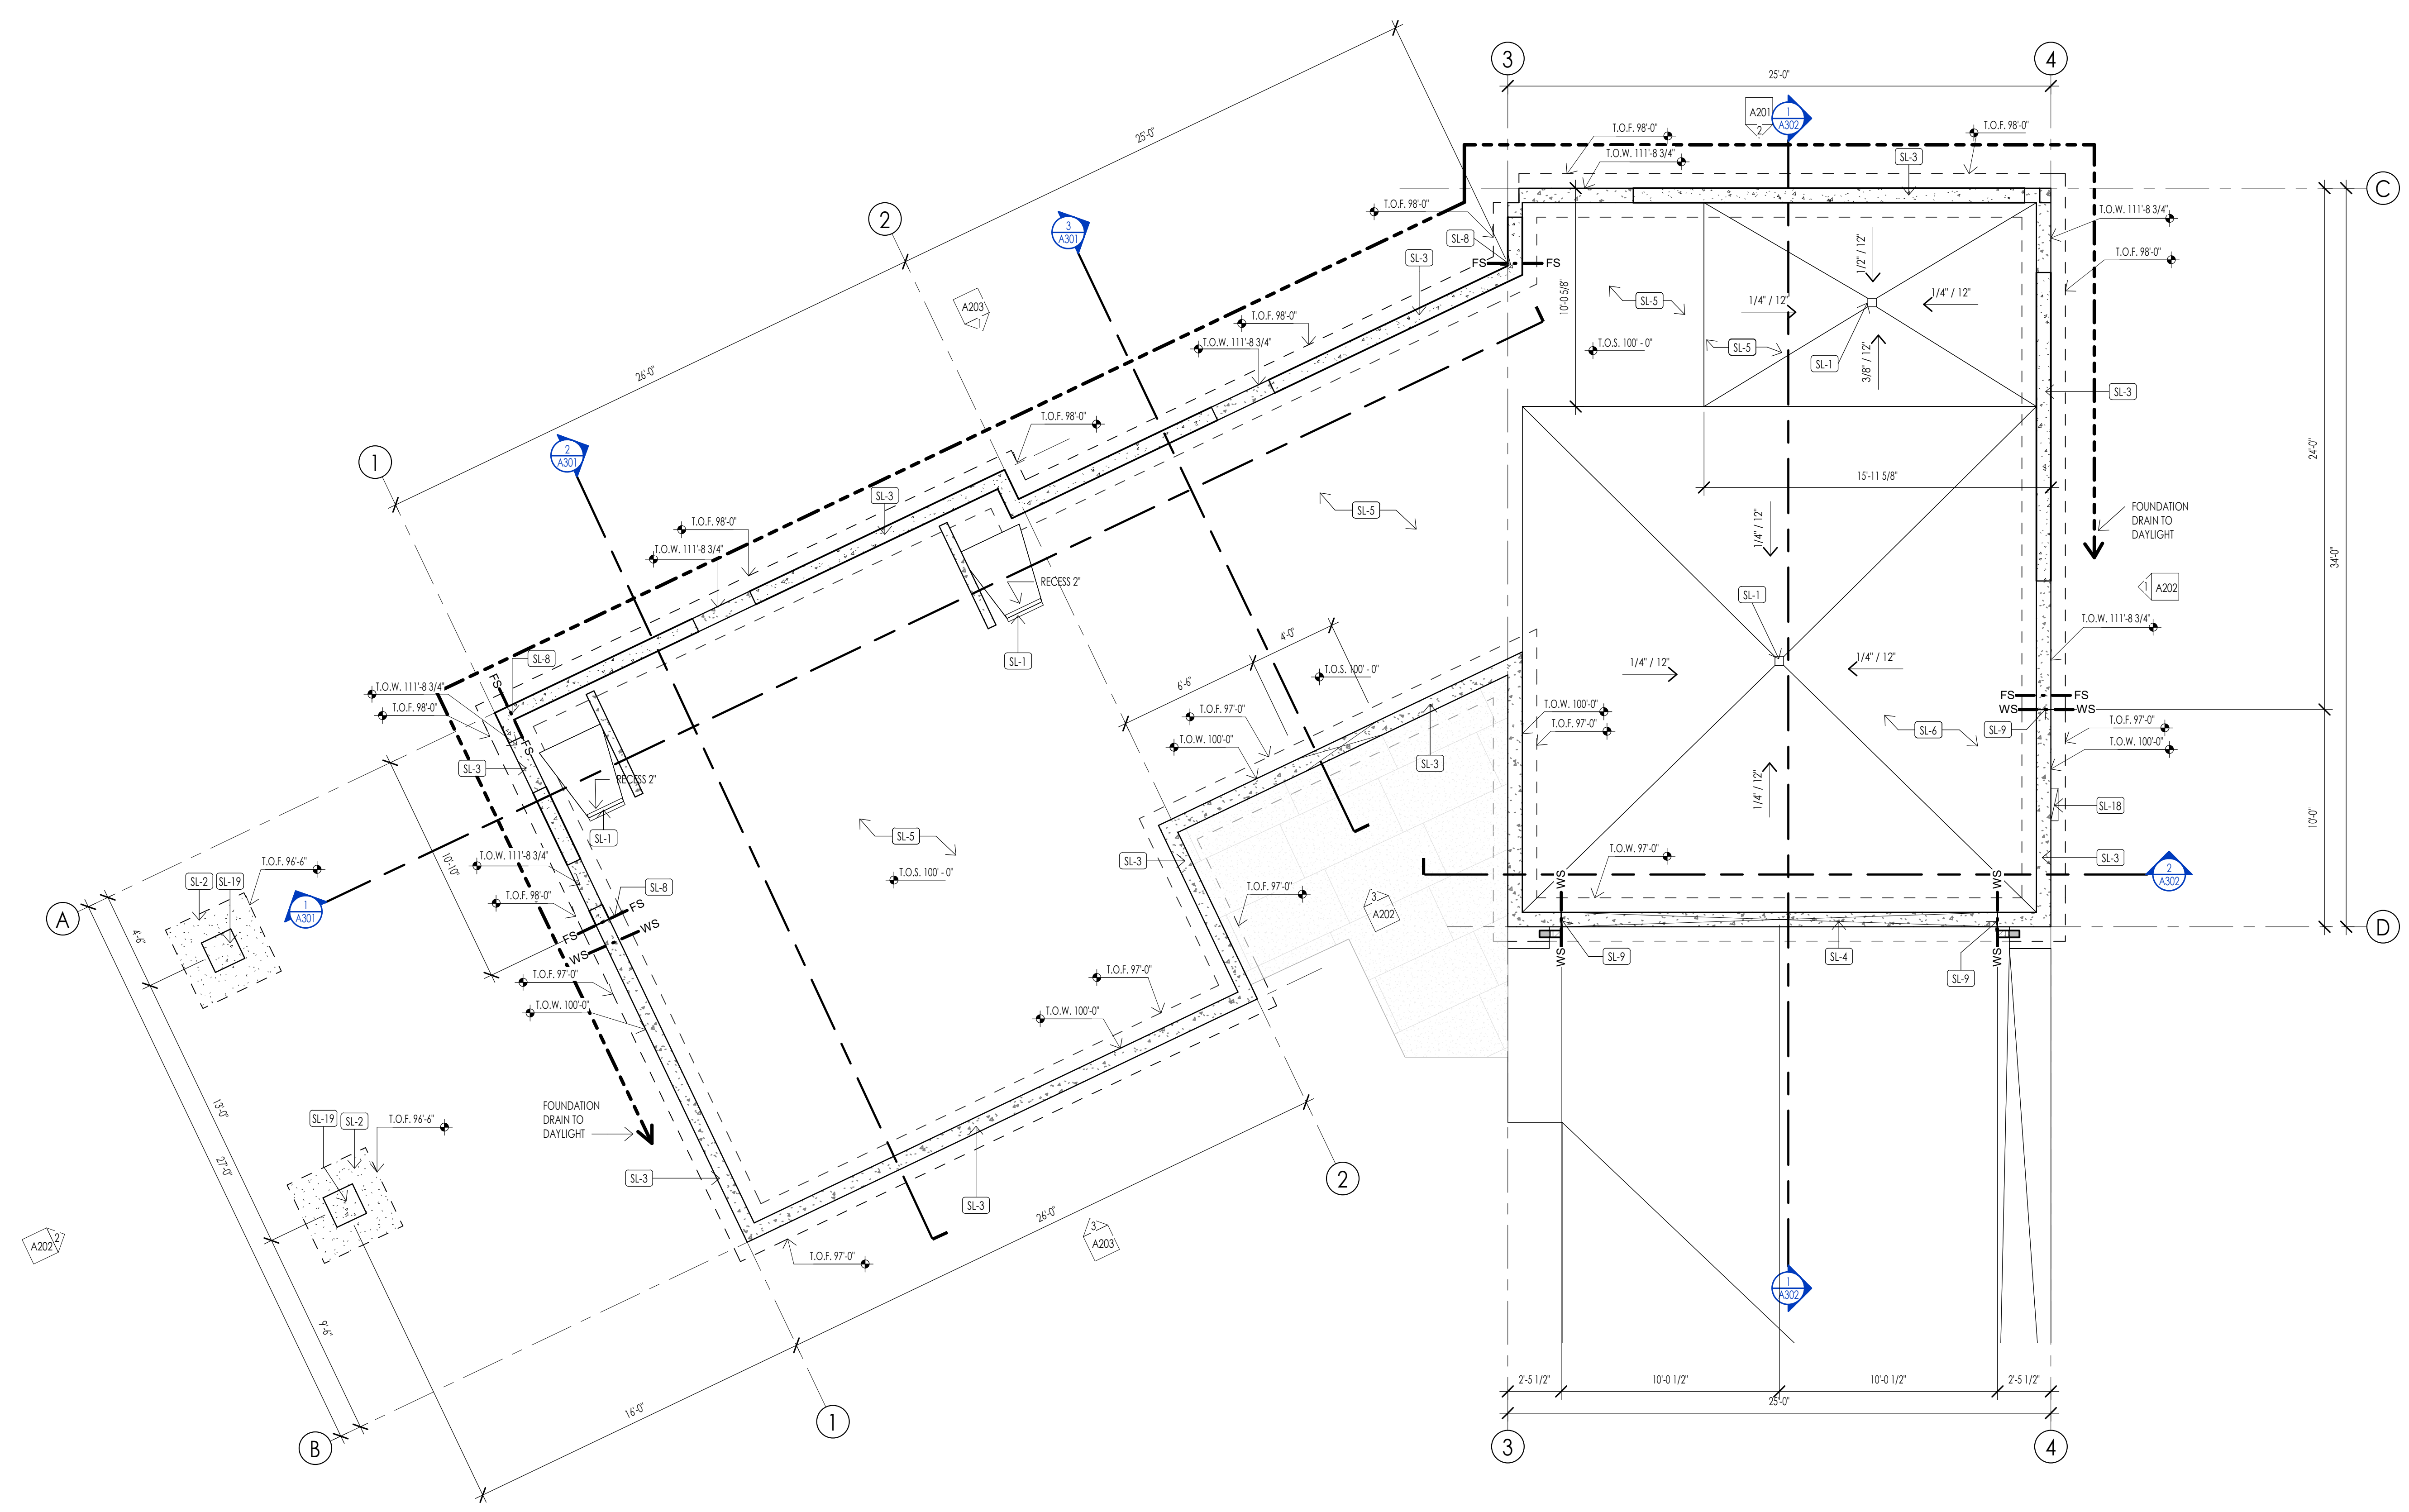 3
4
25'-0"
25'-0"
A201
2
1
A302
T.O.F. 98'-0"
T.O.F. 98'-0"
T.O.W. 111'-8 3/4"
SL-3
C
T.O.F. 98'-0"
T.O.W. 111'-8 3/4"
2
3
A301
SL-8
FS
FS
SL-3
1/2" / 12"
T.O.F. 98'-0"
A203
1
10'-0 5/8"
SL-5
1/4" / 12"
1/4" / 12"
T.O.F. 98'-0"
T.O.W. 111'-8 3/4"
T.O.S. 100' - 0"
SL-5
SL-1
3/8" / 12"
26'-0"
SL-3
T.O.F. 98'-0"
1
2
A301
24'-0"
15'-11 5/8"
SL-3
SL-5
FOUNDATION
DRAIN TO
DAYLIGHT
T.O.F. 98'-0"
T.O.W. 111'-8 3/4"
1/4" / 12"
34'-0"
RECESS 2"
1
A202
SL-1
T.O.W. 111'-8 3/4"
4'-0"
SL-8
SL-1
1/4" / 12"
1/4" / 12"
T.O.S. 100' - 0"
FS
T.O.W. 111'-8 3/4"
6'-6"
FS
FS
T.O.F. 98'-0"
T.O.F. 97'-0"
T.O.W. 100'-0"
WS
WS
T.O.F. 97'-0"
T.O.F. 97'-0"
SL-6
SL-9
T.O.W. 100'-0"
T.O.W. 100'-0"
FS
SL-3
SL-3
RECESS 2"
1/4" / 12"
SL-18
10'-0"
SL-1
SL-5
T.O.W. 111'-8 3/4"
10'-10"
SL-3
T.O.W. 97'-0"
SL-3
T.O.F. 96'-6"
SL-2
SL-19
T.O.S. 100' - 0"
SL-8
T.O.F. 97'-0"
WS
WS
2
A302
T.O.F. 98'-0"
FS
A
1
A301
3
A202
WS
FS
D
4'-6"
WS
SL-9
SL-4
WS
WS
T.O.F. 97'-0"
T.O.F. 97'-0"
SL-9
T.O.W. 100'-0"
T.O.W. 100'-0"
13'-0"
FOUNDATION
DRAIN TO
DAYLIGHT
SL-19
SL-2
T.O.F. 96'-6"
27'-0"
SL-3
2
SL-3
26'-0"
3
A203
A202
2
T.O.F. 97'-0"
1
A302
9'-6"
2'-5 1/2"
10'-0 1/2"
10'-0 1/2"
2'-5 1/2"
25'-0"
16'-0"
1
B
3
4